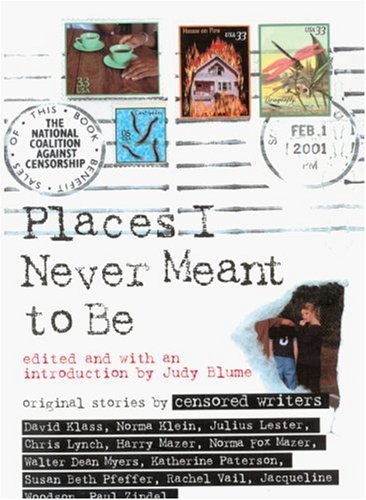 House on Fire
USA 33
USA33
33
USA
Dragonfly
SALES OF THIS BOOK BENEFIT
THE
NATIONAL
COALITION
AGAINST
CENSORSHIP
FEB.1
2001
PM
Places I
Never Meant
to Be
edited and with an
introduction by Judy Blume
original stories by censored writers
David Klass, Norma Klein, Julius Lester,
Chris Lynch, Harry Mazer, Norma Fox Mazer,
Walter Dean Myers, Katherine Paterson,
Susan Beth Pfeffer, Rachel Vail, Jacqueline
Woodson, Paul Zindel